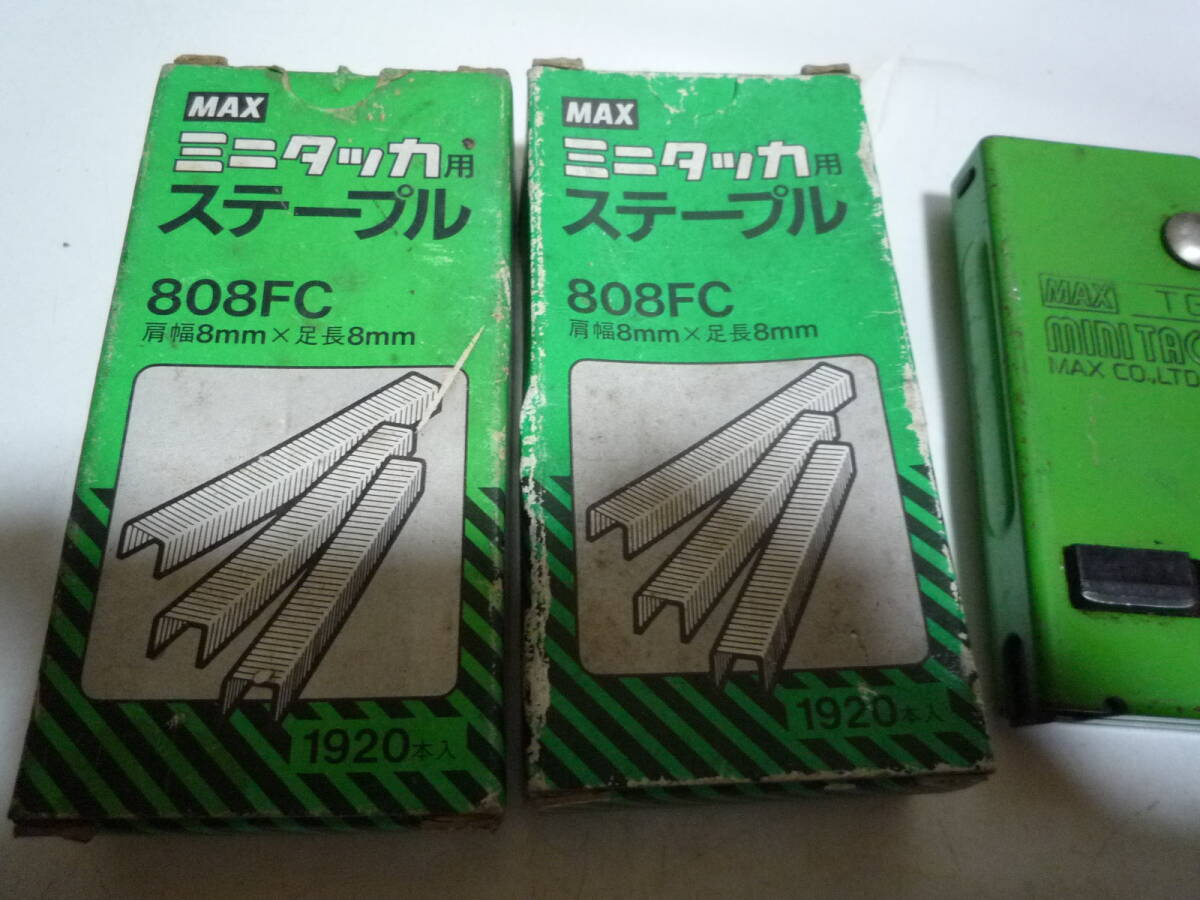 MAX
ミニタッカ用
ステープル
808FC
肩幅8mm×足長8mm
1920本入
MAX
ミニタッカ用
ステープル
808FC
肩幅8mm×足長8mm
1920本入
MAX
MINI TAC
MAX CO.,LTD